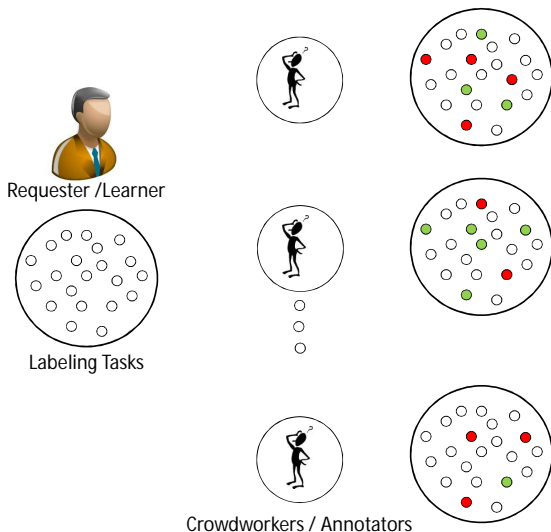 Requester /Learner
Labeling Tasks
Crowdworkers / Annotators